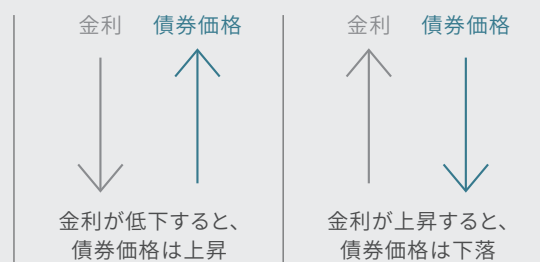 金利 債券価格
金利が低下すると、
債券価格は上昇
金利 債券価格
金利が上昇すると、
債券価格は下落